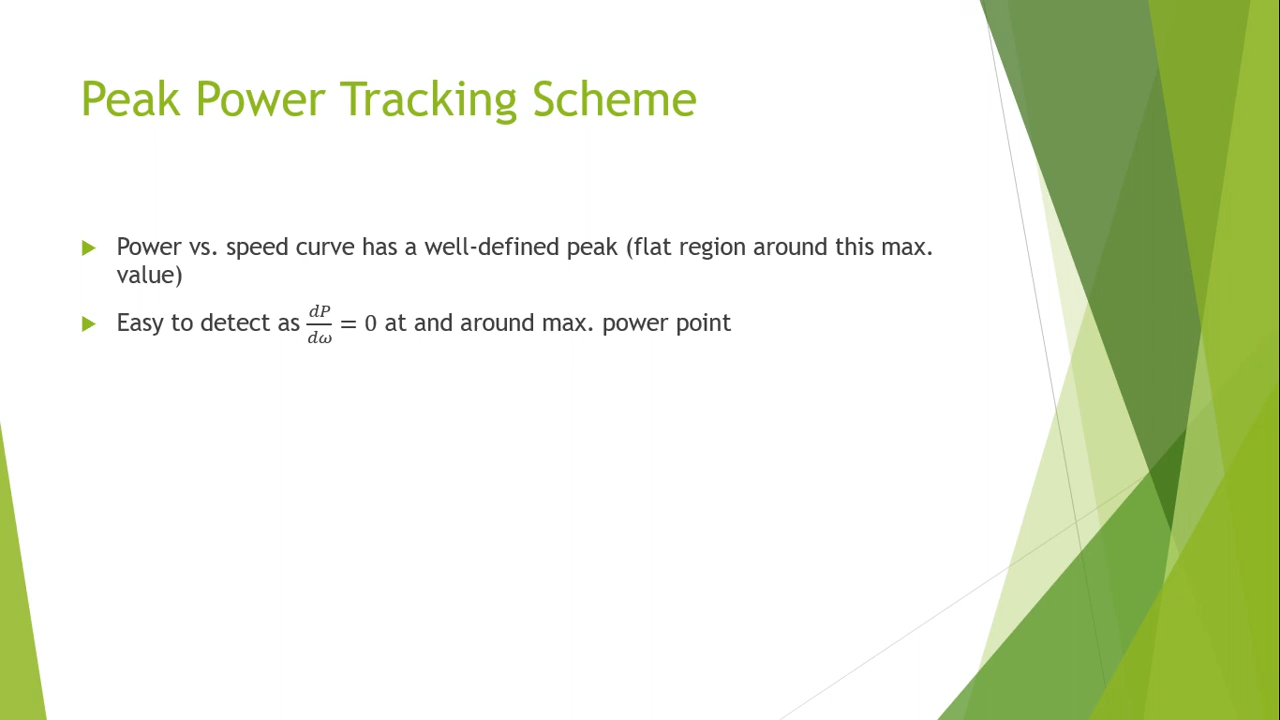 Peak Power Tracking Scheme
Power vs. speed curve has a well-defined peak (flat region around this max.
value)
Easy to detect as dP/dω = 0 at and around max. power point